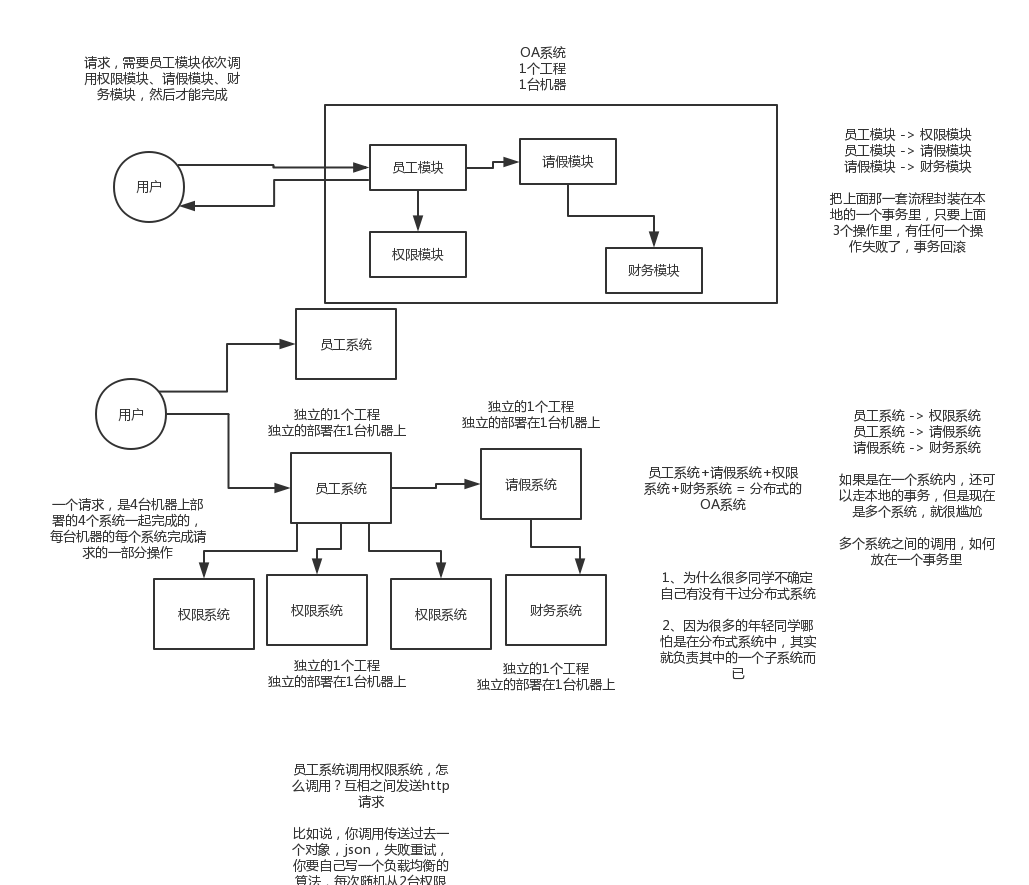 请求，需要员工模块依次调
用权限模块、请假模块、财
务模块，然后才能完成
OA系统
1个工程
1台机器
用户
员工模块
请假模块
权限模块
财务模块
员工模块 -> 权限模块
员工模块 -> 请假模块
请假模块 -> 财务模块
把上面那一套流程封装在本
地的一个事务里，只要上面
3个操作里，有任何一个操
作失败了，事务回滚
员工系统
用户
独立的1个工程
独立的部署在1台机器上
独立的1个工程
独立的部署在1台机器上
员工系统
请假系统
一个请求，是4台机器上部
署的4个系统一起完成的，
每台机器的每个系统完成请
求的一部分操作
权限系统
权限系统
权限系统
财务系统
独立的1个工程
独立的部署在1台机器上
独立的1个工程
独立的部署在1台机器上
员工系统+请假系统+权限
系统+财务系统 = 分布式的
OA系统
1、为什么很多同学不确定
自己有没有干过分布式系统
2、因为很多的年轻同学哪
怕是在分布式系统中，其实
就负责其中的一个子系统而
已
员工系统 -> 权限系统
员工系统 -> 请假系统
请假系统 -> 财务系统
如果是在一个系统内，还可
以走本地的事务，但是现在
是多个系统，就很尴尬
多个系统之间的调用，如何
放在一个事务里
员工系统调用权限系统，怎
么调用？互相之间发送http
请求
比如说，你调用传送过去一
个对象，json，失败重试，
你要自己写一个负载均衡的
算法，每次随机从2台权限